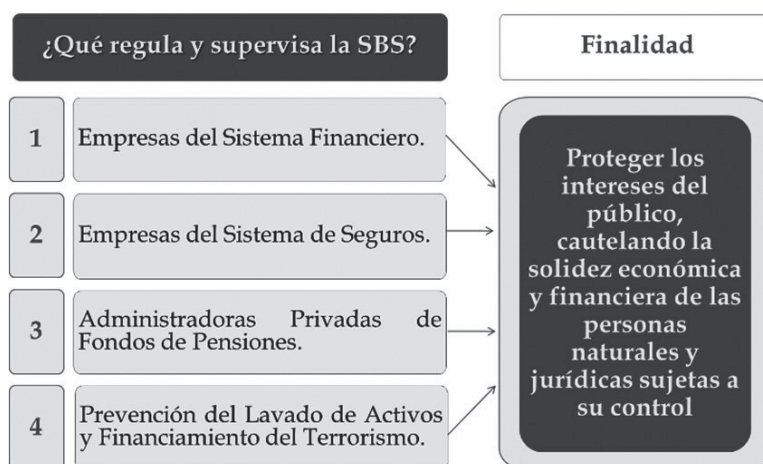 ¿Qué regula y supervisa la SBS?
Finalidad
1
Empresas del Sistema Financiero.
2
Empresas del Sistema de Seguros.
3
Administradoras Privadas de
Fondos de Pensiones.
4
Prevención del Lavado de Activos
y Financiamiento del Terrorismo.
Proteger los
intereses del
público,
cautelando la
solidez económica
y financiera de las
personas
naturales y
jurídicas sujetas a
su control